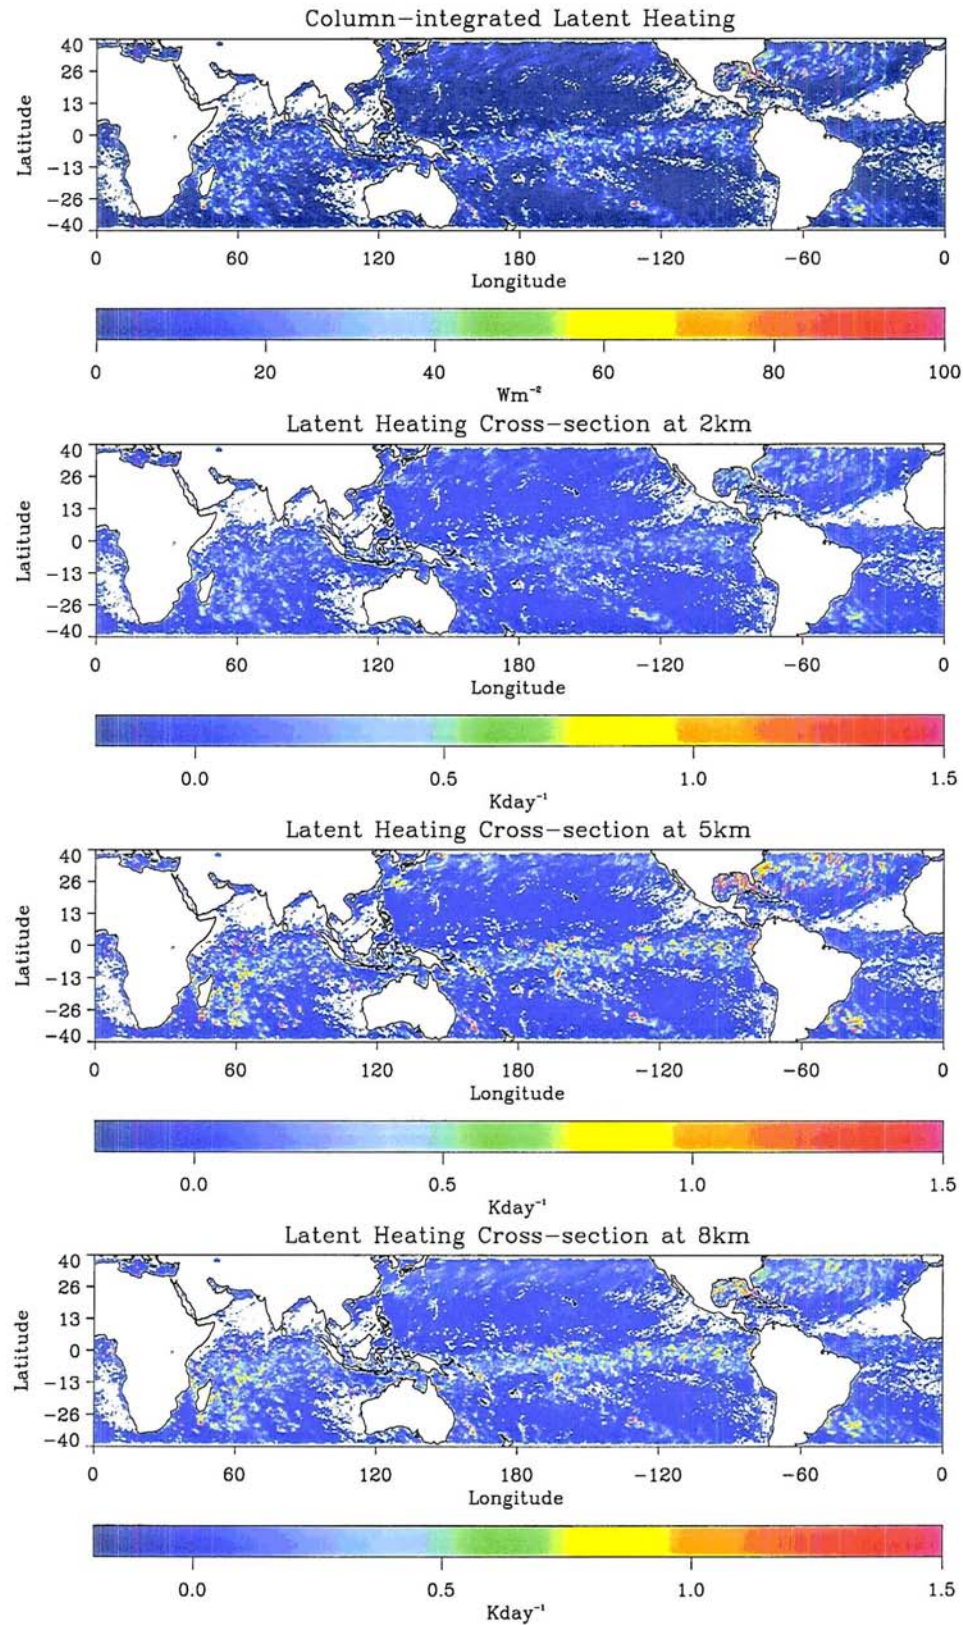 Column-integrated Latent Heating
40
26
13
0
-13
-26
-40
Latitude
0 60 120 180 -120 -60 0
Longitude
0 20 40 60 80 100
Wm⁻²
Latent Heating Cross-section at 2km
40
26
13
0
-13
-26
-40
Latitude
0 60 120 180 -120 -60 0
Longitude
0.0 0.5 1.0 1.5
Kday⁻¹
Latent Heating Cross-section at 5km
40
26
13
0
-13
-26
-40
Latitude
0 60 120 180 -120 -60 0
Longitude
0.0 0.5 1.0 1.5
Kday⁻¹
Latent Heating Cross-section at 8km
40
26
13
0
-13
-26
-40
Latitude
0 60 120 180 -120 -60 0
Longitude
0.0 0.5 1.0 1.5
Kday⁻¹